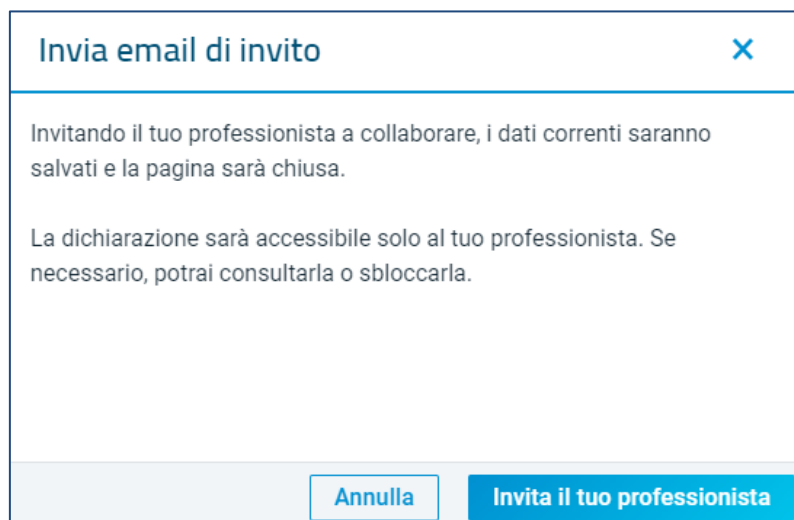 Invia email di invito
Invitando il tuo professionista a collaborare, i dati correnti saranno
salvati e la pagina sarà chiusa.
La dichiarazione sarà accessibile solo al tuo professionista. Se
necessario, potrai consultarla o sbloccarla.
Annulla
Invita il tuo professionista